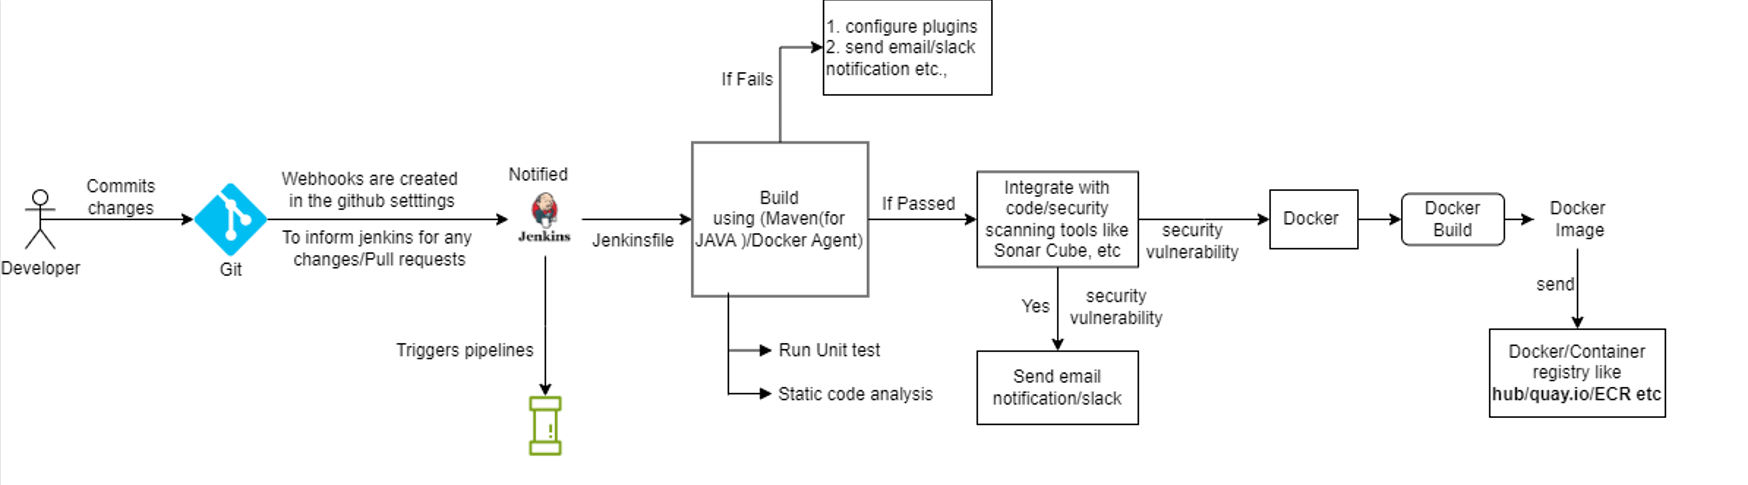 1. configure plugins
2. send email/slack
notification etc.,
If Fails
Commits
changes
Developer
Git
Webhooks are created
in the github setttings
To inform jenkins for any
changes/Pull requests
Notified
Jenkins
Jenkinsfile
Triggers pipelines
Build
using (Maven(for
JAVA )/Docker Agent)
Run Unit test
Static code analysis
If Passed
Integrate with
code/security
scanning tools like
Sonar Cube, etc
Yes
security
vulnerability
Send email
notification/slack
security
vulnerability
Docker
Docker
Build
Docker
Image
send
Docker/Container
registry like
hub/quay.io/ECR etc